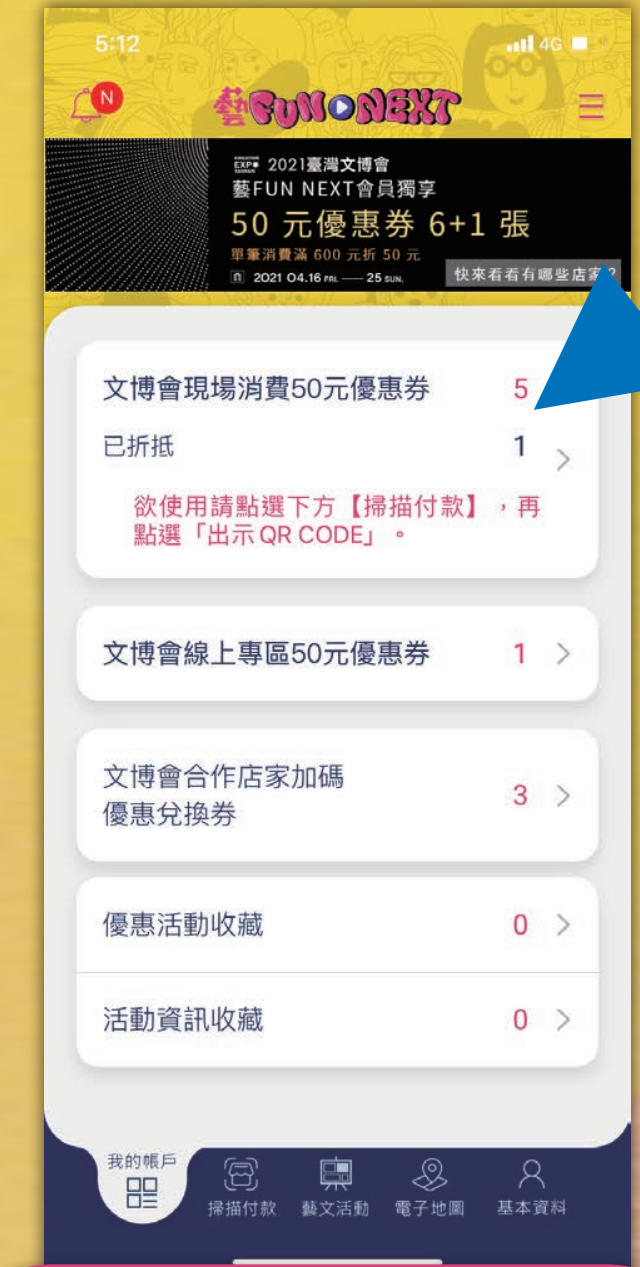 5:12
4G
N
藝FUN NEXT
CREATIVE EXPO TAIWAN 2021臺灣文博會
藝FUN NEXT會員獨享
50 元優惠券 6+1 張
單筆消費滿 600 元折 50 元
2021 04.16 FRI. — 25 SUN.
快來看看有哪些店家?
文博會現場消費50元優惠券 5
已折抵 1
欲使用請點選下方【掃描付款】，再
點選「出示 QR CODE」。
文博會線上專區50元優惠券 1
文博會合作店家加碼
優惠兌換券 3
優惠活動收藏 0
活動資訊收藏 0
我的帳戶
掃描付款 藝文活動 電子地圖 基本資料